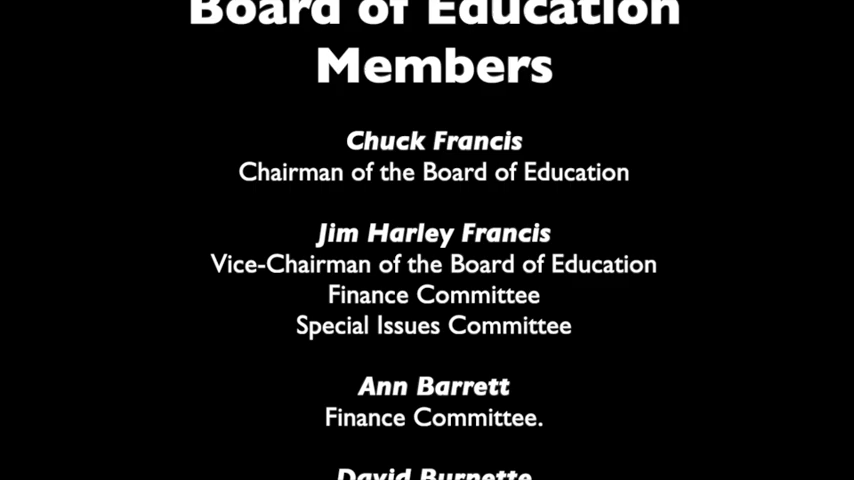 Board of Education
Members
Chuck Francis
Chairman of the Board of Education
Jim Harley Francis
Vice-Chairman of the Board of Education
Finance Committee
Special Issues Committee
Ann Barrett
Finance Committee.
David Burnette